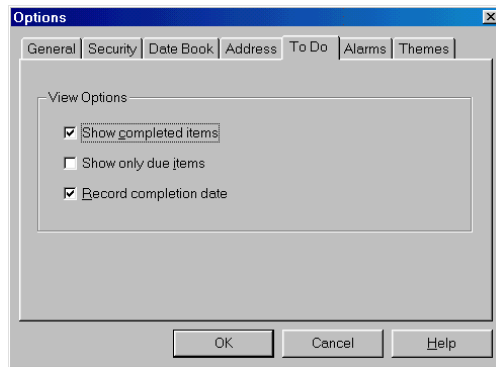 Options
General Security Date Book Address To Do Alarms Themes
View Options
Show completed items
Show only due items
Record completion date
OK Cancel Help